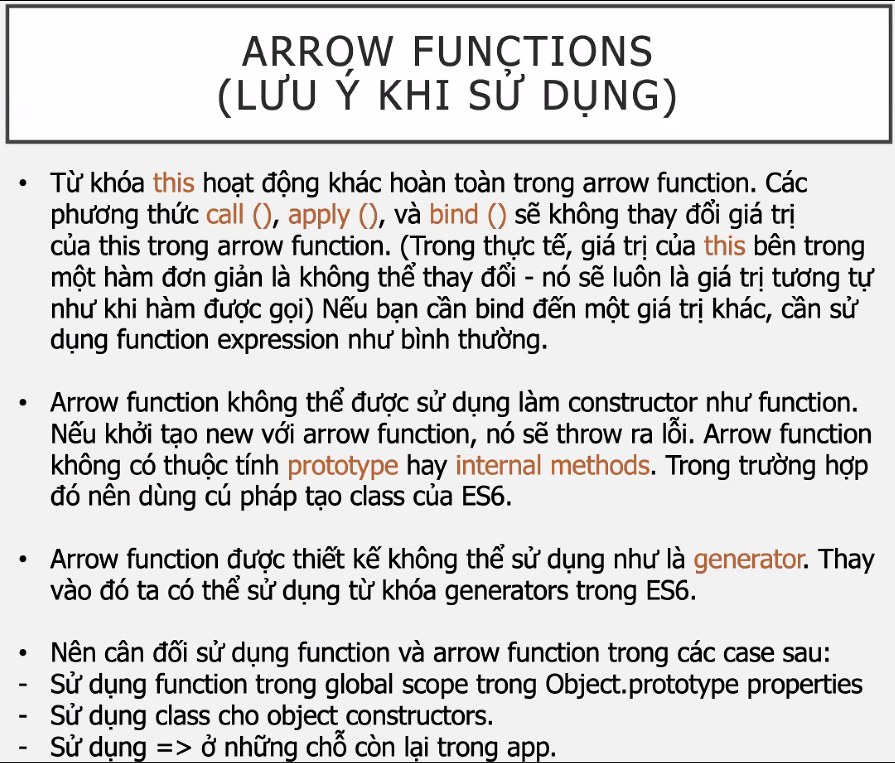 ARROW FUNCTIONS
(LƯU Ý KHI SỬ DỤNG)
• Từ khóa this hoạt động khác hoàn toàn trong arrow function. Các
phương thức call (), apply (), và bind () sẽ không thay đổi giá trị
của this trong arrow function. (Trong thực tế, giá trị của this bên trong
một hàm đơn giản là không thể thay đổi - nó sẽ luôn là giá trị tương tự
như khi hàm được gọi) Nếu bạn cần bind đến một giá trị khác, cần sử
dụng function expression như bình thường.
• Arrow function không thể được sử dụng làm constructor như function.
Nếu khởi tạo new với arrow function, nó sẽ throw ra lỗi. Arrow function
không có thuộc tính prototype hay internal methods. Trong trường hợp
đó nên dùng cú pháp tạo class của ES6.
• Arrow function được thiết kế không thể sử dụng như là generator. Thay
vào đó ta có thể sử dụng từ khóa generators trong ES6.
• Nên cân đối sử dụng function và arrow function trong các case sau:
- Sử dụng function trong global scope trong Object.prototype properties
- Sử dụng class cho object constructors.
- Sử dụng => ở những chỗ còn lại trong app.